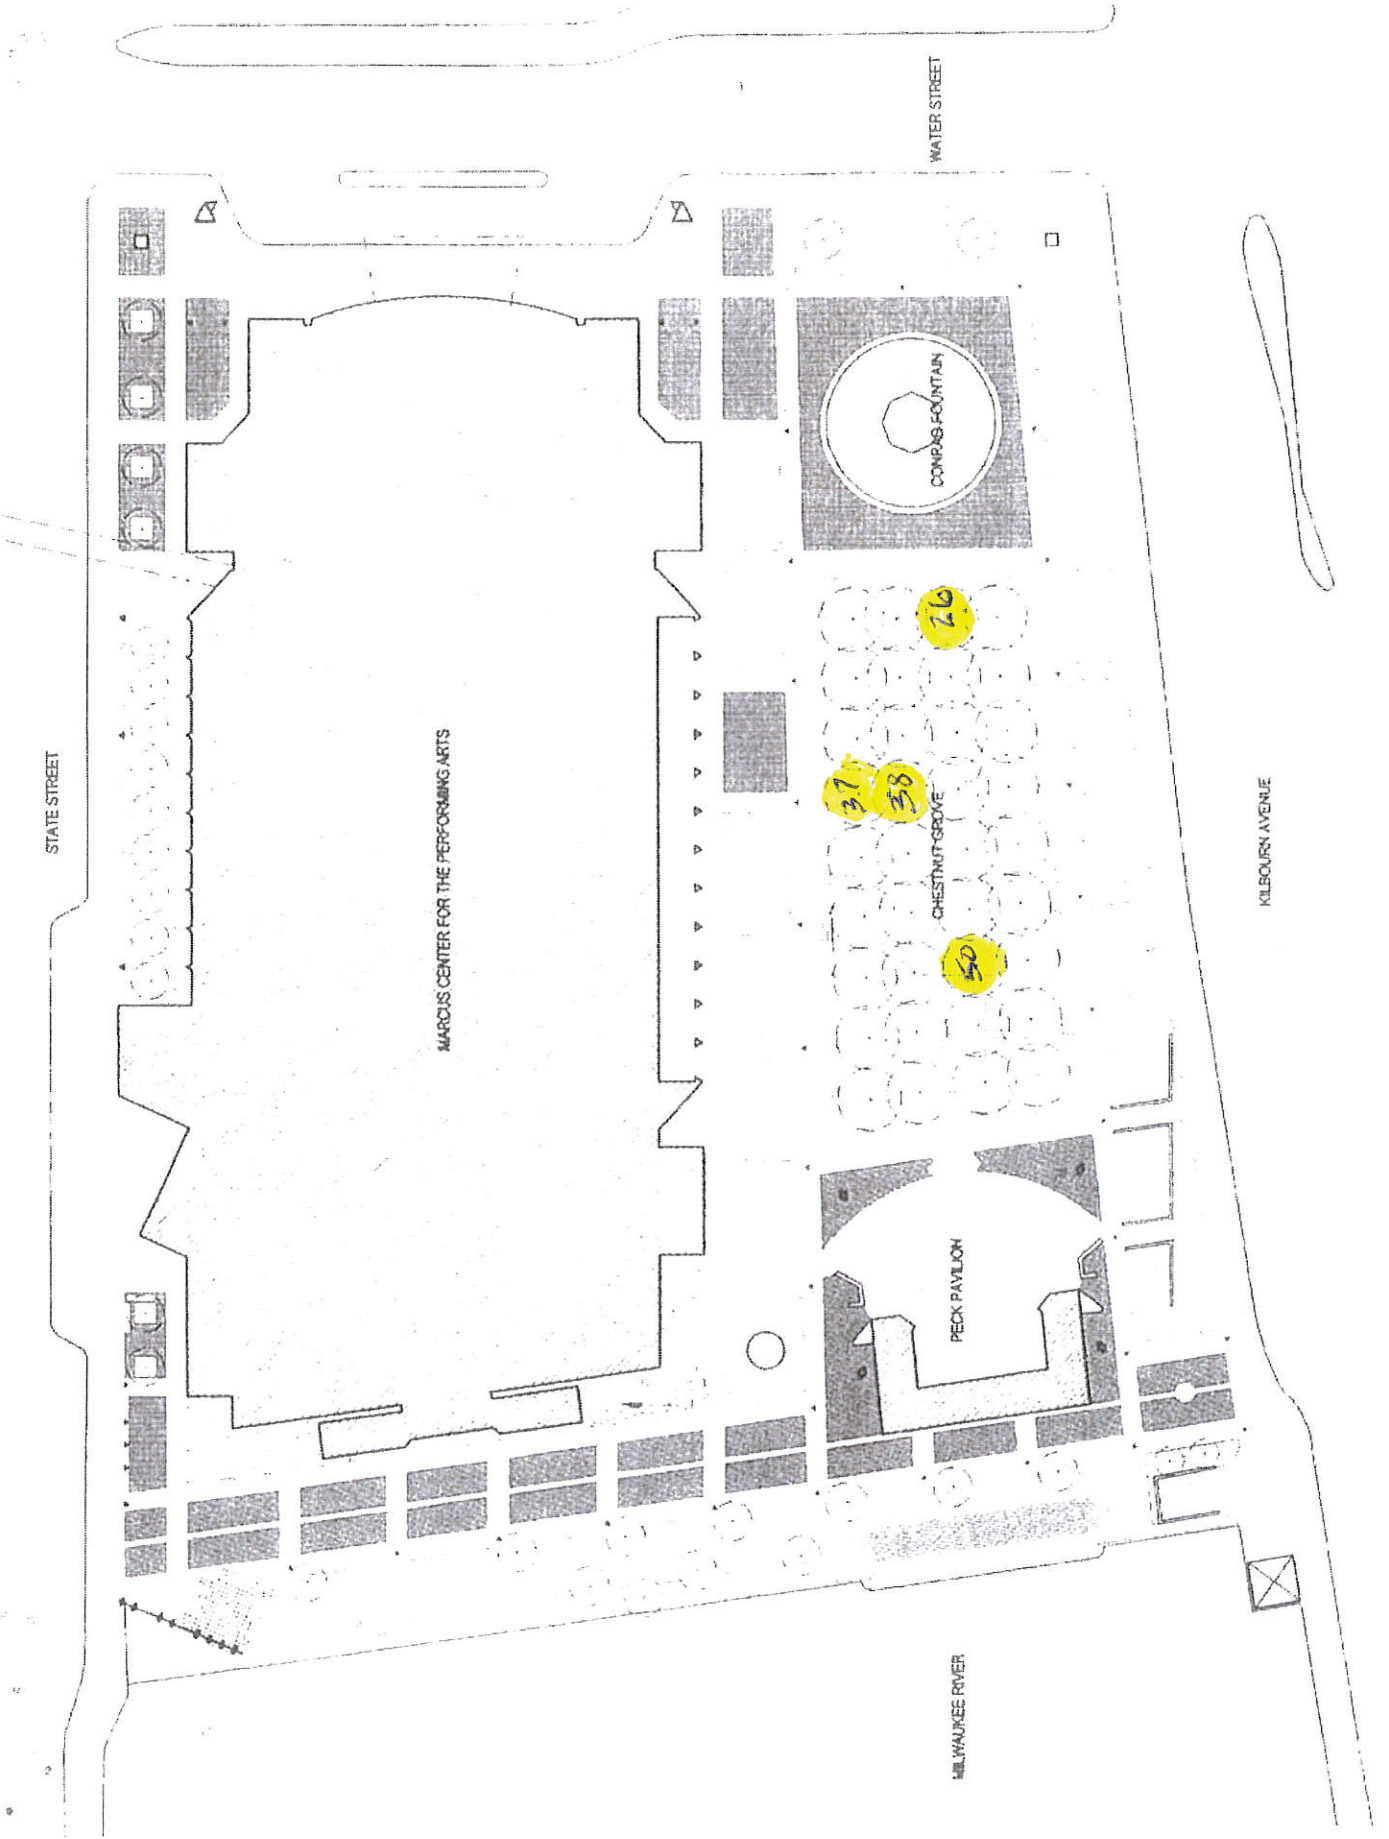 STATE STREET
MARCUS CENTER FOR THE PERFORMING ARTS
WATER STREET
CONRAD FOUNTAIN
26
37
38
CHESTNUT GROVE
50
PECK PAVILION
KILBOURN AVENUE
MILWAUKEE RIVER